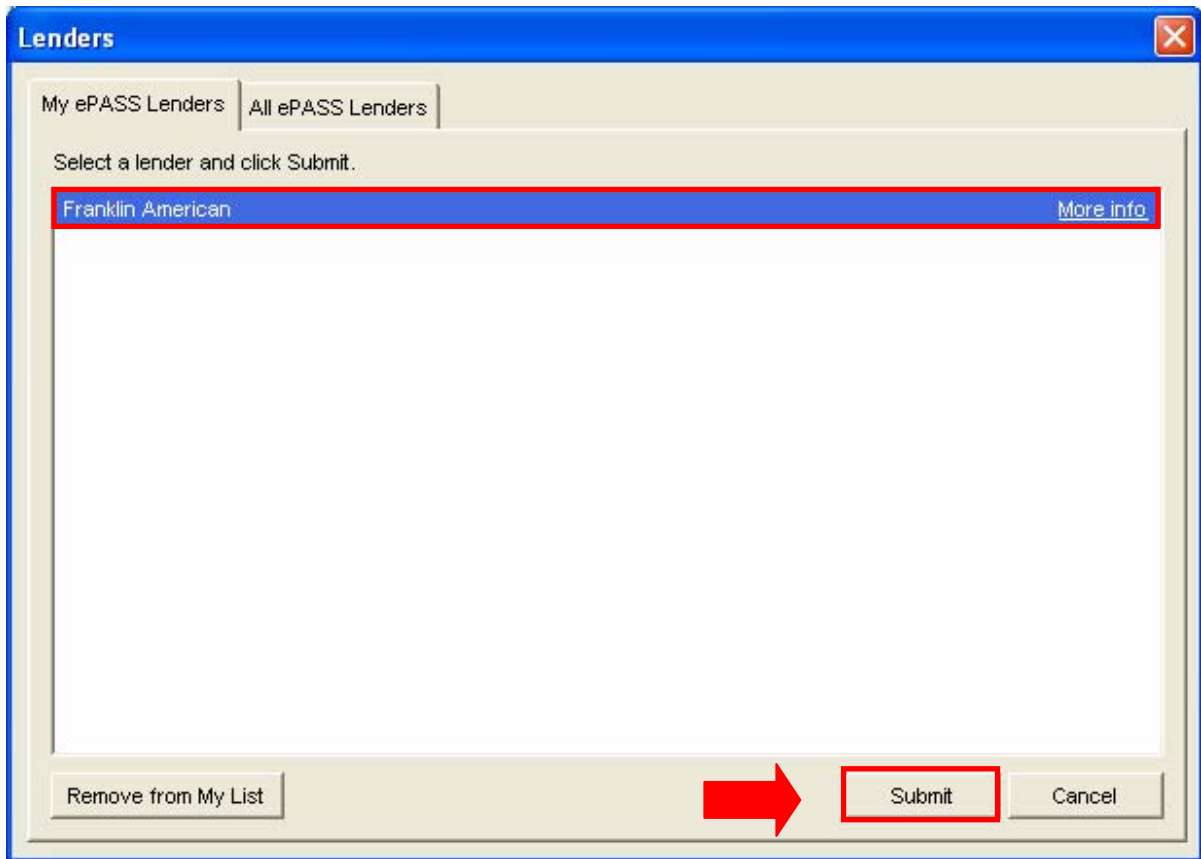 Lenders
My ePASS Lenders All ePASS Lenders
Select a lender and click Submit.
Franklin American More info
Remove from My List Submit Cancel